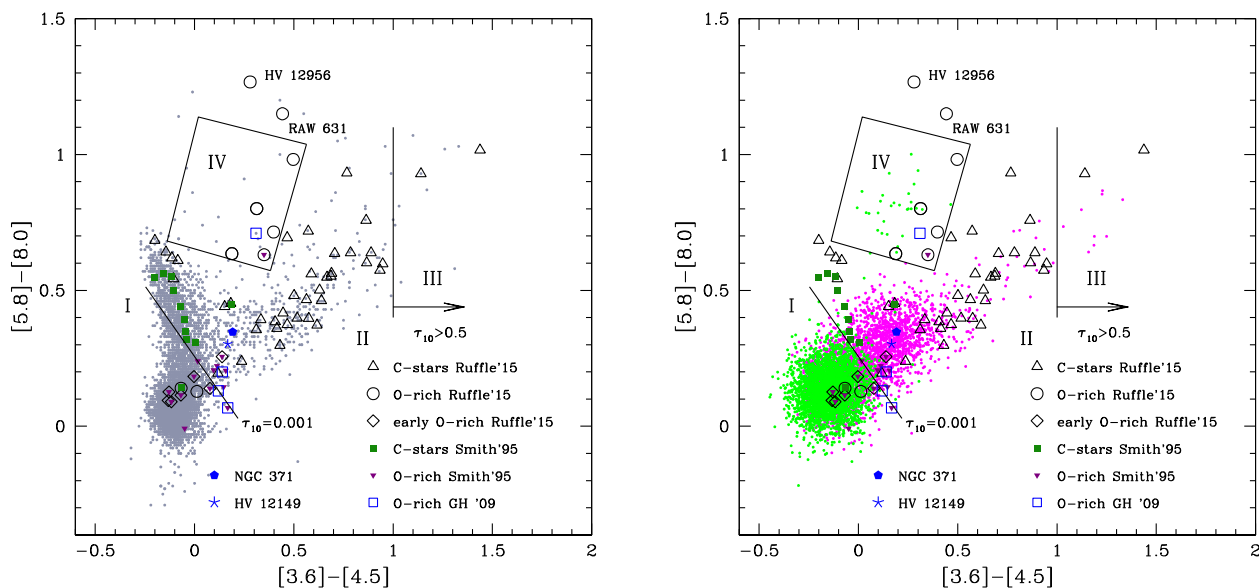 1.5
1
0.5
0
[5.8]−[8.0]
HV 12956
RAW 631
IV
I
II
III
τ10>0.5
τ10=0.001
C−stars Ruffle'15
O−rich Ruffle'15
early O−rich Ruffle'15
C−stars Smith'95
O−rich Smith'95
O−rich GH '09
NGC 371
HV 12149
−0.5 0 0.5 1 1.5 2
[3.6]−[4.5]
1.5
1
0.5
0
[5.8]−[8.0]
HV 12956
RAW 631
IV
I
II
III
τ10>0.5
τ10=0.001
C−stars Ruffle'15
O−rich Ruffle'15
early O−rich Ruffle'15
C−stars Smith'95
O−rich Smith'95
O−rich GH '09
NGC 371
HV 12149
−0.5 0 0.5 1 1.5 2
[3.6]−[4.5]